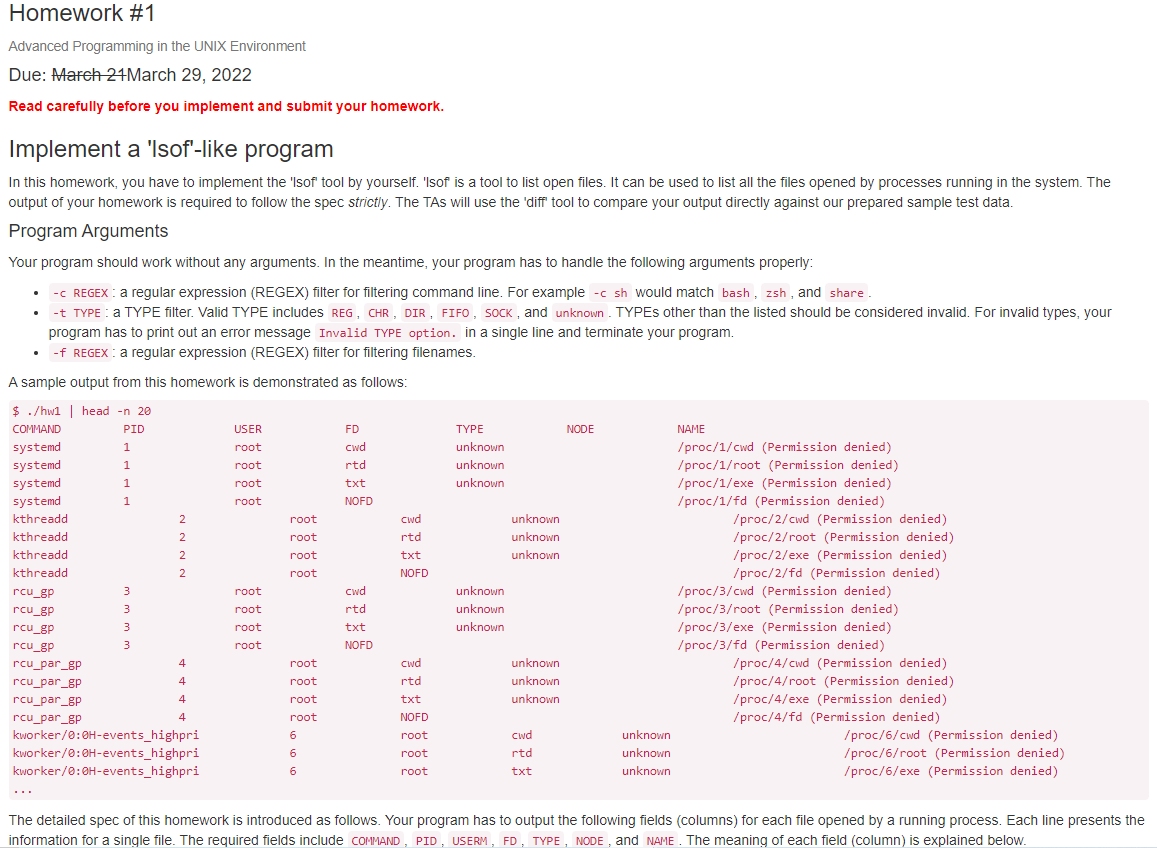 Homework #1
Advanced Programming in the UNIX Environment
Due: March 21March 29, 2022
Read carefully before you implement and submit your homework.
Implement a 'lsof'-like program
In this homework, you have to implement the 'lsof' tool by yourself. 'lsof' is a tool to list open files. It can be used to list all the files opened by processes running in the system. The
output of your homework is required to follow the spec strictly. The TAs will use the 'diff' tool to compare your output directly against our prepared sample test data.
Program Arguments
Your program should work without any arguments. In the meantime, your program has to handle the following arguments properly:
• -c REGEX : a regular expression (REGEX) filter for filtering command line. For example -c sh would match bash , zsh , and share .
• -t TYPE : a TYPE filter. Valid TYPE includes REG , CHR , DIR , FIFO , SOCK , and unknown . TYPEs other than the listed should be considered invalid. For invalid types, your
program has to print out an error message Invalid TYPE option. in a single line and terminate your program.
• -f REGEX : a regular expression (REGEX) filter for filtering filenames.
A sample output from this homework is demonstrated as follows:
$ ./hw1 | head -n 20
COMMAND PID USER FD TYPE NODE NAME
systemd 1 root cwd unknown /proc/1/cwd (Permission denied)
systemd 1 root rtd unknown /proc/1/root (Permission denied)
systemd 1 root txt unknown /proc/1/exe (Permission denied)
systemd 1 root NOFD /proc/1/fd (Permission denied)
kthreadd 2 root cwd unknown /proc/2/cwd (Permission denied)
kthreadd 2 root rtd unknown /proc/2/root (Permission denied)
kthreadd 2 root txt unknown /proc/2/exe (Permission denied)
kthreadd 2 root NOFD /proc/2/fd (Permission denied)
rcu_gp 3 root cwd unknown /proc/3/cwd (Permission denied)
rcu_gp 3 root rtd unknown /proc/3/root (Permission denied)
rcu_gp 3 root txt unknown /proc/3/exe (Permission denied)
rcu_gp 3 root NOFD /proc/3/fd (Permission denied)
rcu_par_gp 4 root cwd unknown /proc/4/cwd (Permission denied)
rcu_par_gp 4 root rtd unknown /proc/4/root (Permission denied)
rcu_par_gp 4 root txt unknown /proc/4/exe (Permission denied)
rcu_par_gp 4 root NOFD /proc/4/fd (Permission denied)
kworker/0:0H-events_highpri 6 root cwd unknown /proc/6/cwd (Permission denied)
kworker/0:0H-events_highpri 6 root rtd unknown /proc/6/root (Permission denied)
kworker/0:0H-events_highpri 6 root txt unknown /proc/6/exe (Permission denied)
...
The detailed spec of this homework is introduced as follows. Your program has to output the following fields (columns) for each file opened by a running process. Each line presents the
information for a single file. The required fields include COMMAND , PID , USERM , FD , TYPE , NODE , and NAME . The meaning of each field (column) is explained below.